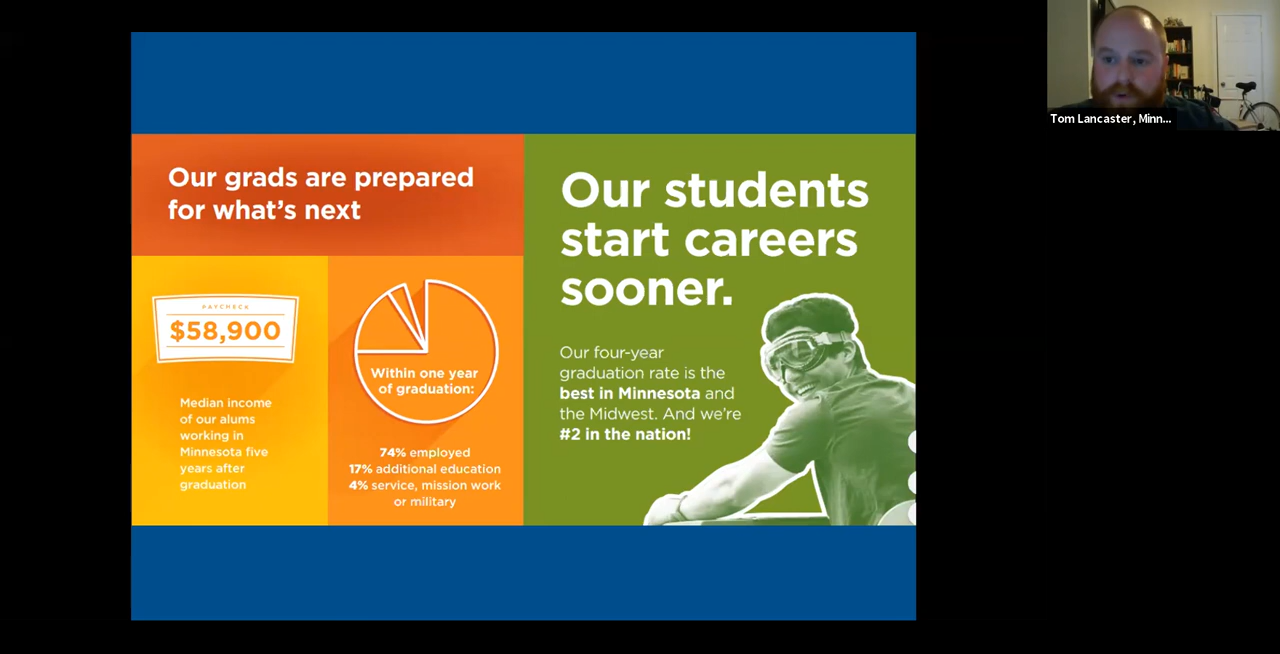 Our grads are prepared
for what's next
PAYCHECK
$58,900
Median income
of our alums
working in
Minnesota five
years after
graduation
Within one year
of graduation:
74% employed
17% additional education
4% service, mission work
or military
Our students
start careers
sooner.
Our four-year
graduation rate is the
best in Minnesota and
the Midwest. And we're
#2 in the nation!
Tom Lancaster, Minn...